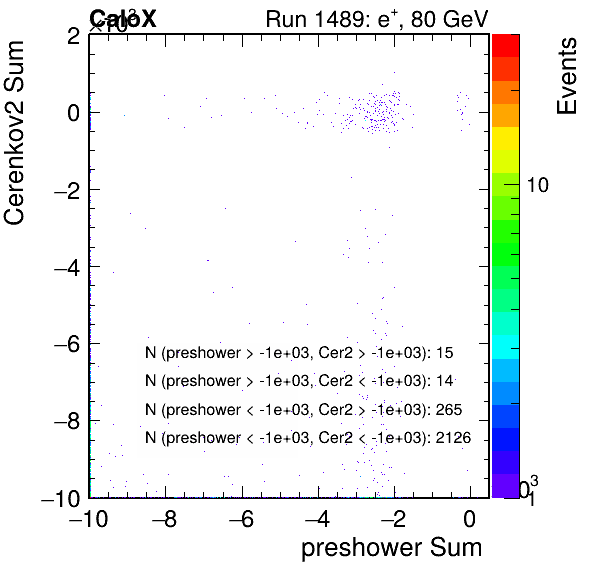 CaloX
×10³
Run 1489: e⁺, 80 GeV
Cerenkov2 Sum
Events
2
0
−2
−4
−6
−8
−10
10
1
10³
N (preshower > -1e+03, Cer2 > -1e+03): 15
N (preshower > -1e+03, Cer2 < -1e+03): 14
N (preshower < -1e+03, Cer2 > -1e+03): 265
N (preshower < -1e+03, Cer2 < -1e+03): 2126
−10 −8 −6 −4 −2 0
preshower Sum